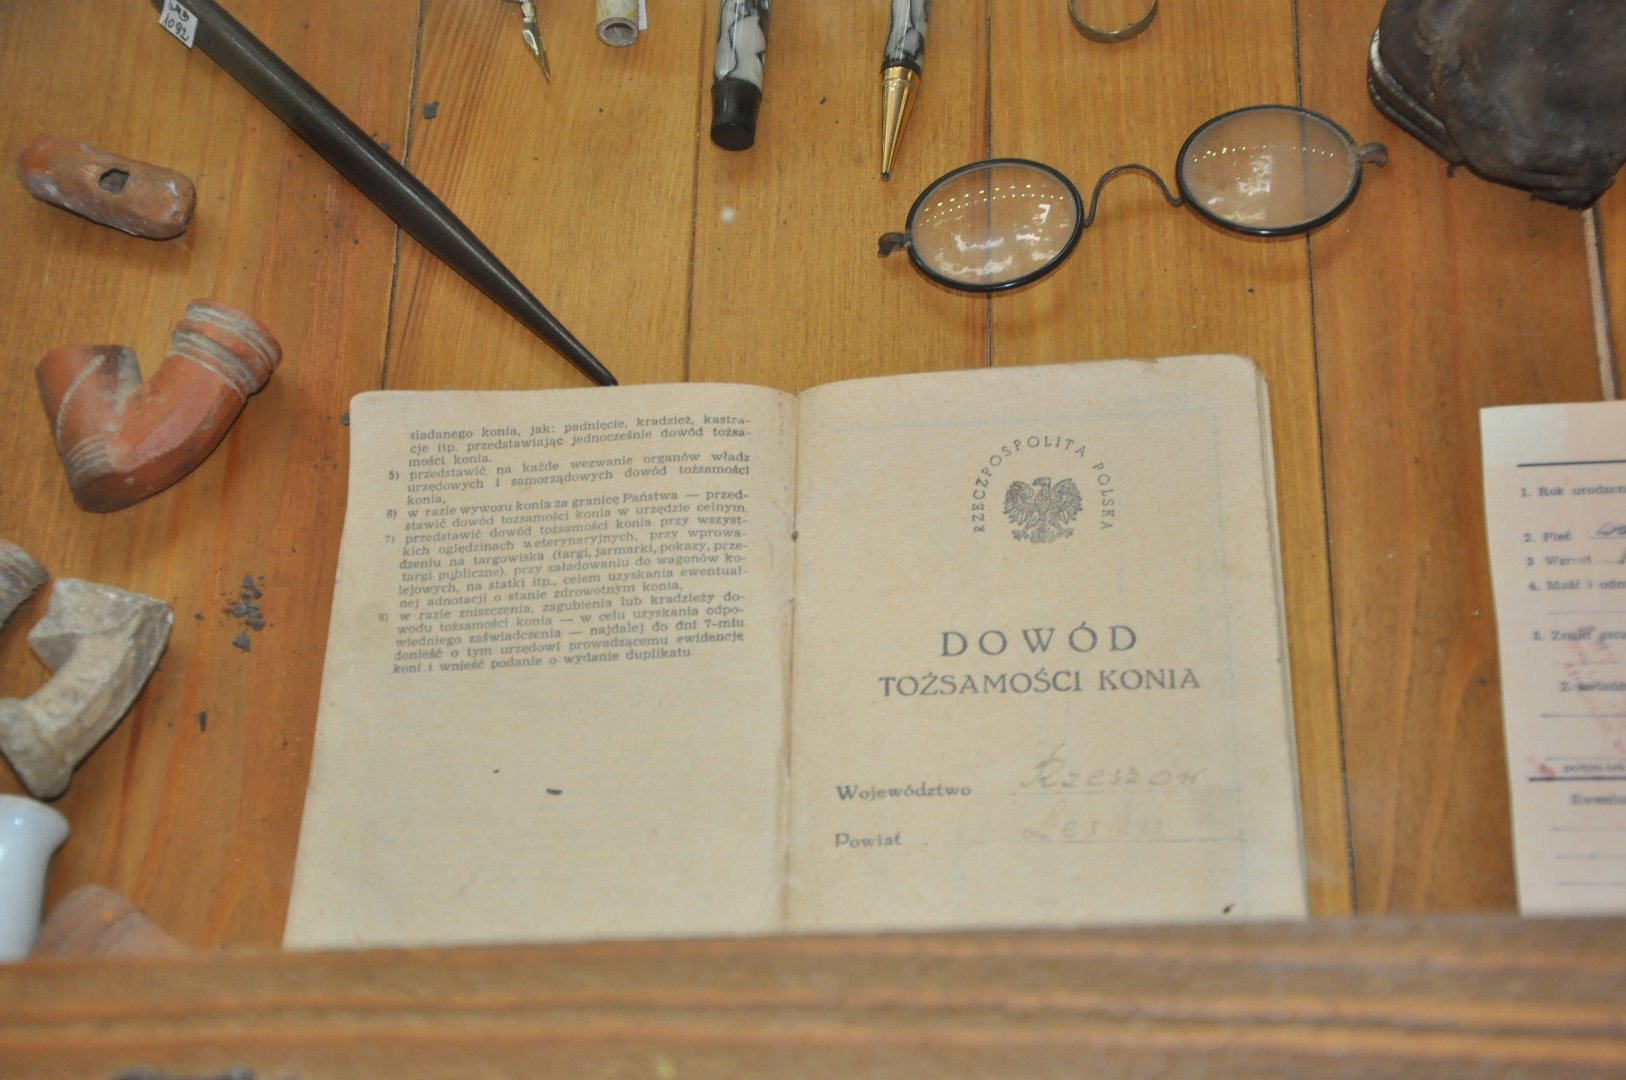 1092
siadanego konia, jak: padnięcie, kradzież, kastra-
cje itp. przedstawiając jednocześnie dowód tożsa-
mości konia.
5) przedstawić na każde wezwanie organów władz
urzędowych i samorządowych dowód tożsamości
konia,
6) w razie wywozu konia za granicę Państwa — przed-
stawić dowód tożsamości konia w urzędzie celnym,
7) przedstawić dowód tożsamości konia przy wszyst-
kich oględzinach weterynaryjnych, przy wprowa-
dzeniu na targowiska (targi, jarmarki, pokazy, prze-
targi publiczne), przy załadowaniu do wagonów ko-
lejowych, na statki itp., celem uzyskania ewentual-
nej adnotacji o stanie zdrowotnym konia,
8) w razie zniszczenia, zagubienia lub kradzieży do-
wodu tożsamości konia — w celu uzyskania odpo-
wiedniego zaświadczenia — najdalej do dni 7-miu
donieść o tym urzędowi prowadzącemu ewidencję
koni i wnieść podanie o wydanie duplikatu
RZECZPOSPOLITA POLSKA
DOWÓD
TOŻSAMOŚCI KONIA
Województwo Rzeszów
Powiat Lesko
1. Rok urodzen
2. Płeć
3 Wzrost
4. Maść i odm
5.
Z
podpis
Ewentu